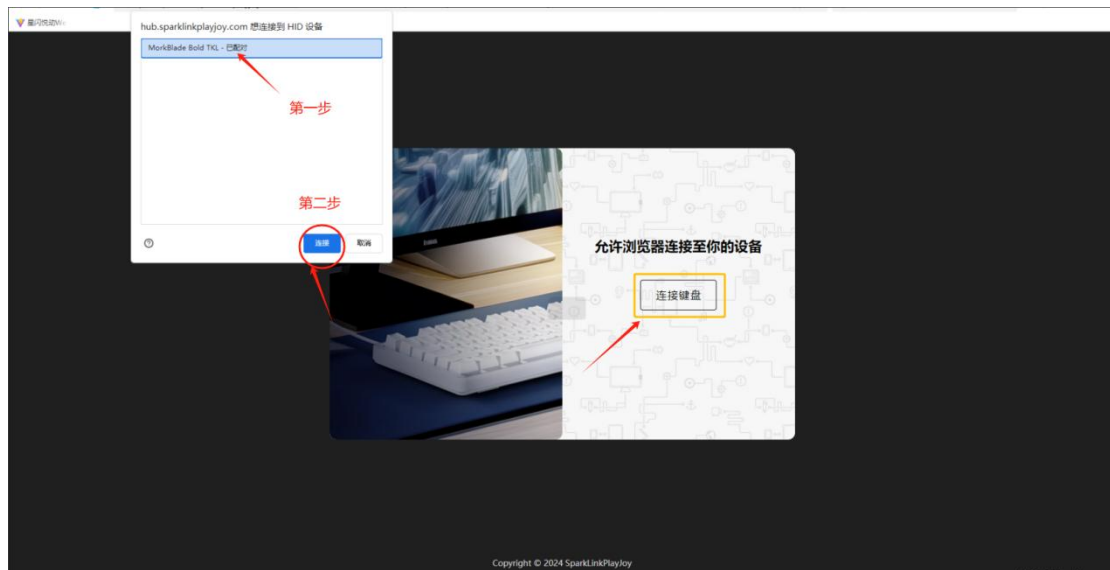 hub.sparklinkplayjoy.com 想连接到 HID 设备
MorkBlade Bold TKL - 已配对
第一步
第二步
连接
取消
允许浏览器连接至你的设备
连接键盘
Copyright © 2024 SparkLinkPlayJoy